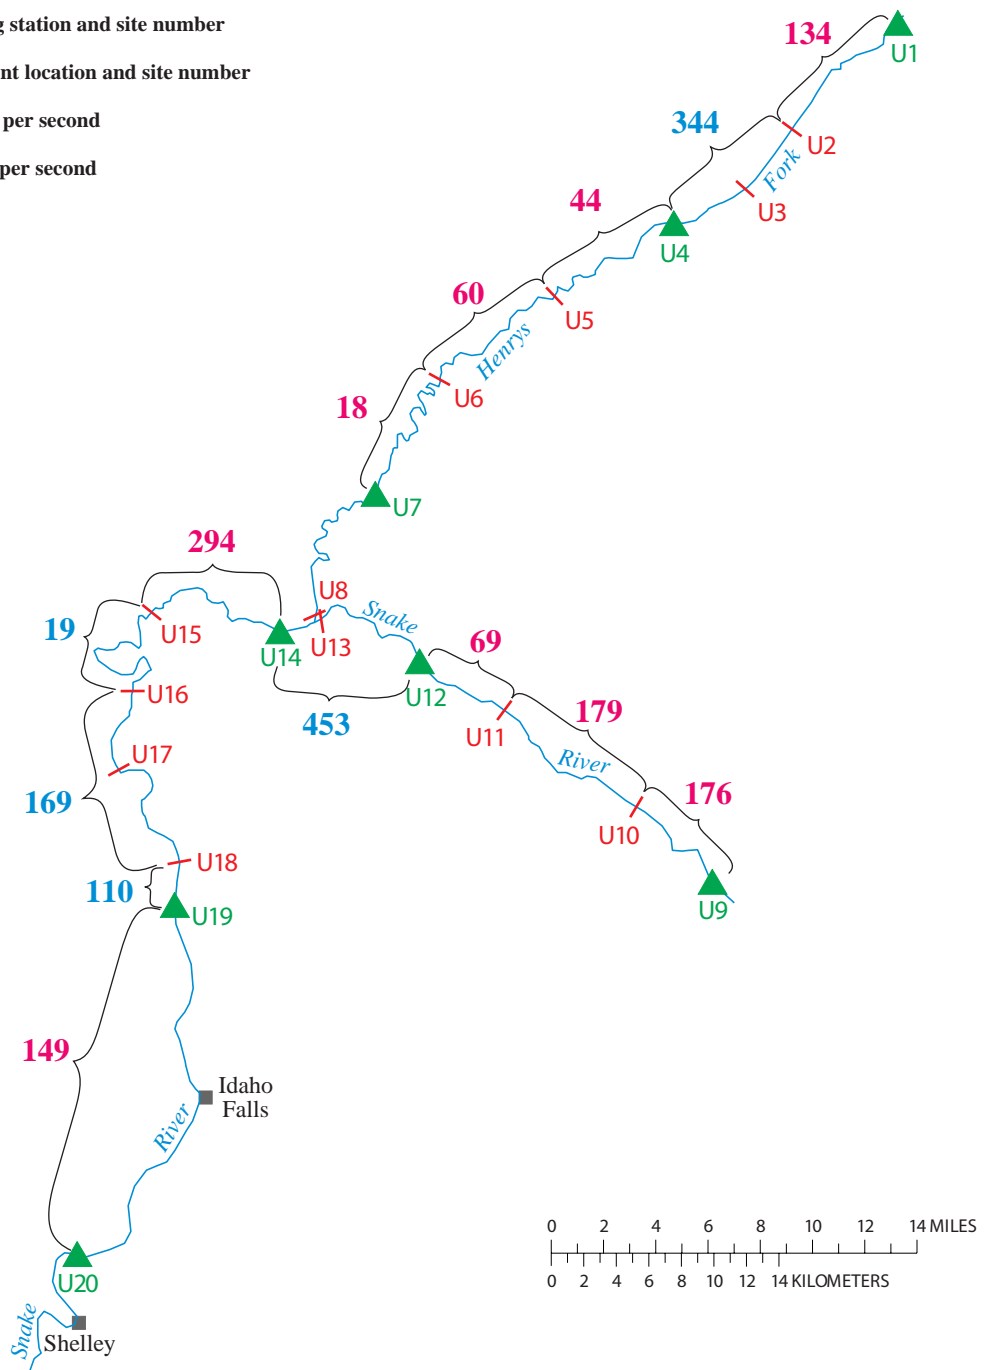 station and site number
nt location and site number
per second
per second
134
U1
344
U2
Fork
44
U3
U4
60
U5
Henrys
18
U6
U7
294
U8
Snake
19
U15
U14
U13
69
U16
U12
453
179
U11
U17
River
176
169
U10
U18
110
U19
U9
149
Idaho
Falls
River
0 2 4 6 8 10 12 14 MILES
0 2 4 6 8 10 12 14 KILOMETERS
U20
Snake
Shelley